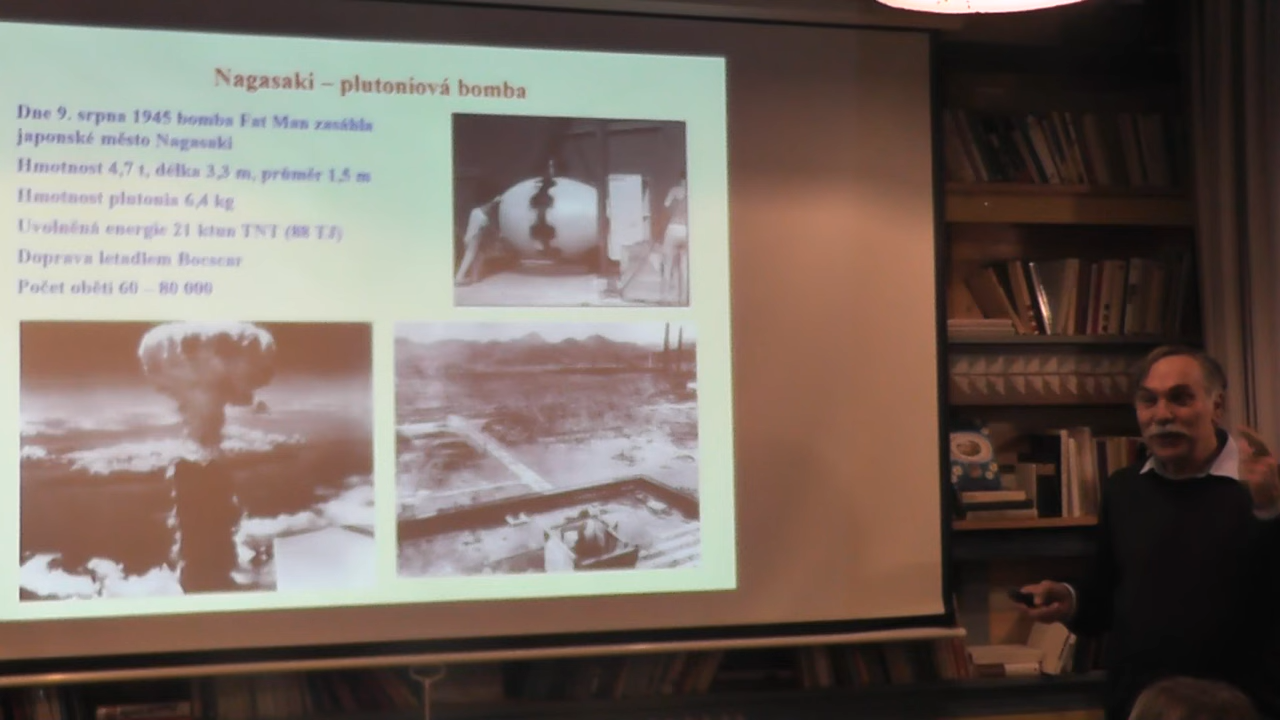 Nagasaki – plutoniová bomba
Dne 9. srpna 1945 bomba Fat Man zasáhla
japonské město Nagasaki
Hmotnost 4,7 t, délka 3,3 m, průměr 1,5 m
Hmotnost plutonia 6,4 kg
Uvolněná energie 21 ktun TNT (88 TJ)
Doprava letadlem Bocscar
Počet obětí 60 – 80 000